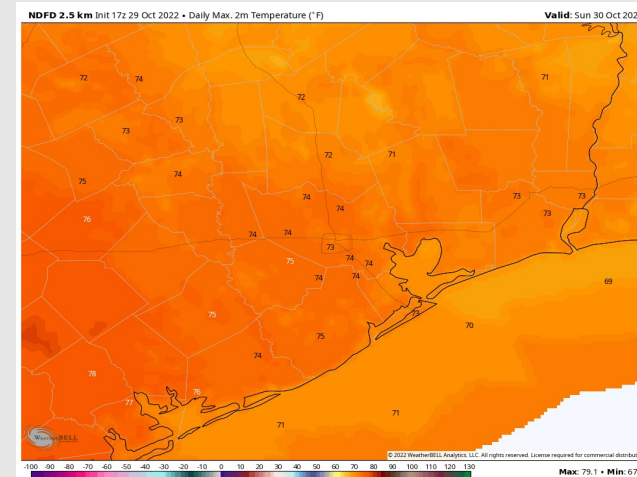 NDFD 2.5 km Init 17z 29 Oct 2022 • Daily Max. 2m Temperature (°F)
Valid: Sun 30 Oct 202
72 74 71
72
73
73
72 71
75 74
74 73 73
76 74 73
74 74
73
75 74 74
74 74
69
75 73
70
75
74
78
76
77
71 71
WeatherBELL
© 2022 WeatherBELL Analytics, LLC. All rights reserved. License required for commercial distribut
-100 -90 -80 -70 -60 -50 -40 -30 -20 -10 0 10 20 30 40 50 60 70 80 90 100 110 120 130
Max: 79.1 • Min: 67